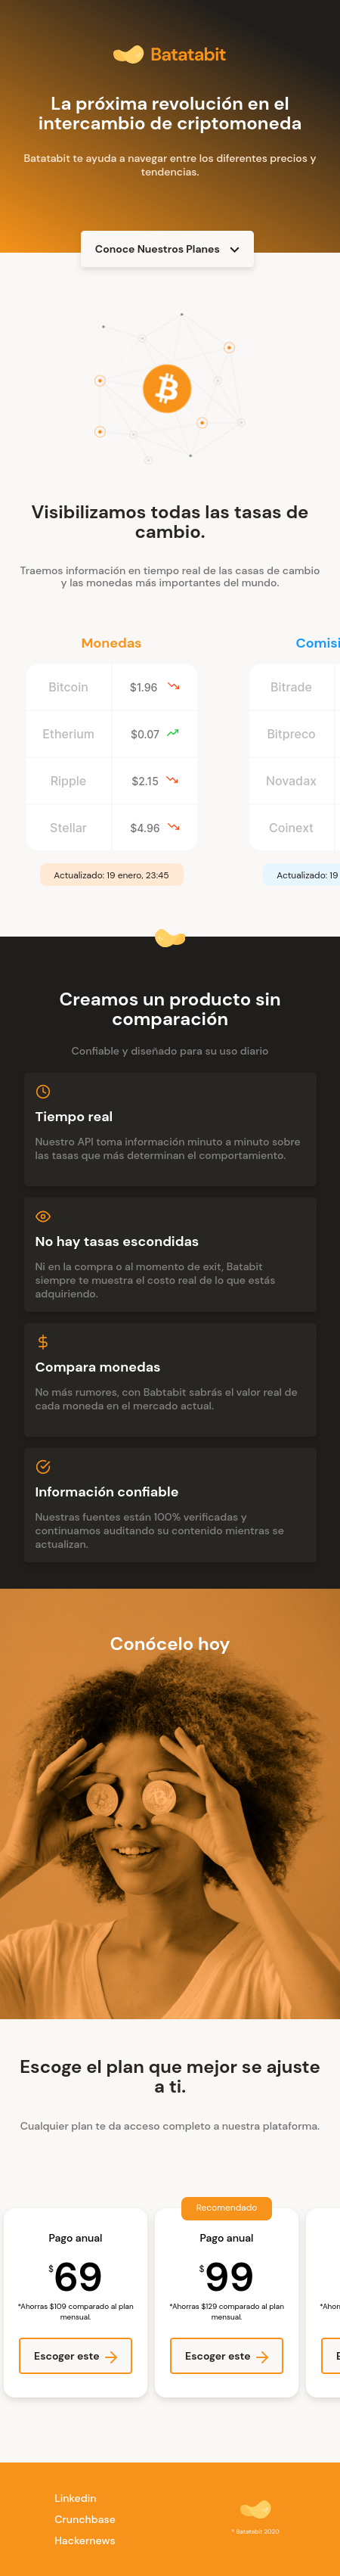 Batatabit
La próxima revolución en el
intercambio de criptomoneda
Batatabit te ayuda a navegar entre los diferentes precios y
tendencias.
Conoce Nuestros Planes
Visibilizamos todas las tasas de
cambio.
Traemos información en tiempo real de las casas de cambio
y las monedas más importantes del mundo.
Monedas
Bitcoin $1.96
Etherium $0.07
Ripple $2.15
Stellar $4.96
Actualizado: 19 enero, 23:45
Comisi
Bitrade
Bitpreco
Novadax
Coinext
Actualizado: 19
Creamos un producto sin
comparación
Confiable y diseñado para su uso diario
Tiempo real
Nuestro API toma información minuto a minuto sobre
las tasas que más determinan el comportamiento.
No hay tasas escondidas
Ni en la compra o al momento de exit, Batabit
siempre te muestra el costo real de lo que estás
adquiriendo.
Compara monedas
No más rumores, con Babtabit sabrás el valor real de
cada moneda en el mercado actual.
Información confiable
Nuestras fuentes están 100% verificadas y
continuamos auditando su contenido mientras se
actualizan.
Conócelo hoy
Escoge el plan que mejor se ajuste
a ti.
Cualquier plan te da acceso completo a nuestra plataforma.
Pago anual
$69
*Ahorras $109 comparado al plan
mensual.
Escoger este
Recomendado
Pago anual
$99
*Ahorras $129 comparado al plan
mensual.
Escoger este
*Ahor
E
Linkedin
Crunchbase
Hackernews
® Batatabit 2020